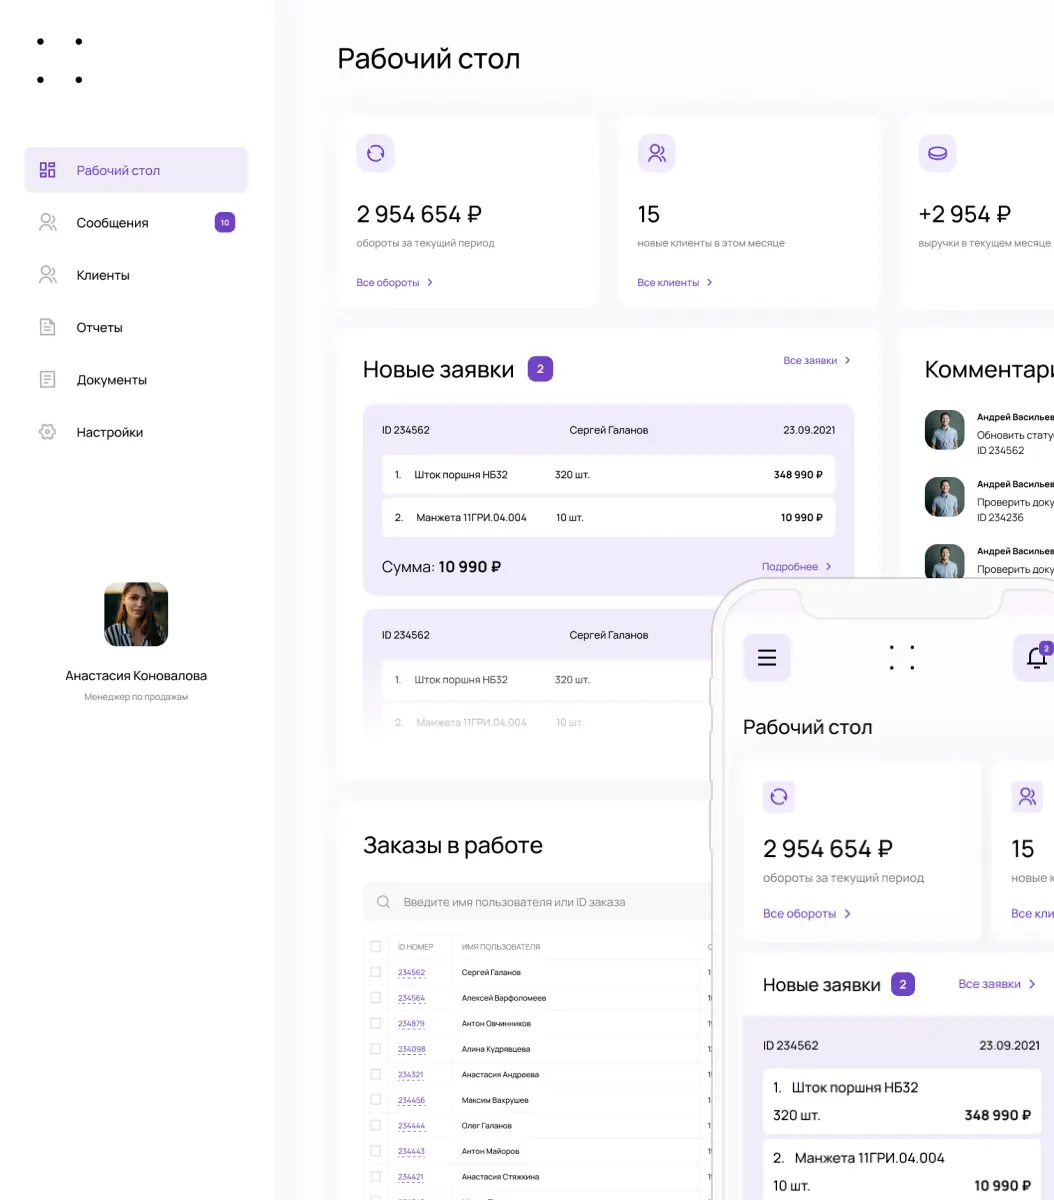 Рабочий стол
Рабочий стол
Сообщения 10
Клиенты
Отчеты
Документы
Настройки
Анастасия Коновалова
Менеджер по продажам
2 954 654 ₽
обороты за текущий период
Все обороты
15
новые клиенты в этом месяце
Все клиенты
+2 954 ₽
выручки в текущем месяце
Новые заявки 2
Все заявки
ID 234562 Сергей Галанов 23.09.2021
1. Шток поршня НБ32 320 шт. 348 990 ₽
2. Манжета 11ГРИ.04.004 10 шт. 10 990 ₽
Сумма: 10 990 ₽ Подробнее
ID 234562 Сергей Галанов
1. Шток поршня НБ32 320 шт.
2. Манжета 11ГРИ.04.004 10 шт.
Комментари
Андрей Васильев
Обновить стату
ID 234562
Андрей Васильев
Проверить доку
ID 234236
Андрей Васильев
Проверить доку
Заказы в работе
Введите имя пользователя или ID заказа
ID НОМЕР ИМЯ ПОЛЬЗОВАТЕЛЯ
234562 Сергей Галанов
234564 Алексей Варфоломеев
234879 Антон Овчинников
234098 Алина Кудрявцева
234321 Анастасия Андреева
234456 Максим Вахрушев
234444 Олег Галанов
234443 Антон Майоров
234421 Анастасия Стяжкина
2
Рабочий стол
2 954 654 ₽
обороты за текущий период
Все обороты
15
новые к
Все кли
Новые заявки 2 Все заявки
ID 234562 23.09.2021
1. Шток поршня НБ32
320 шт. 348 990 ₽
2. Манжета 11ГРИ.04.004
10 шт. 10 990 ₽